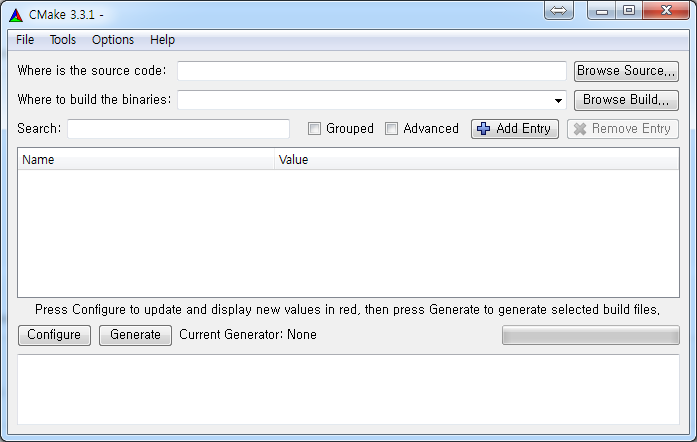 CMake 3.3.1 -
File Tools Options Help
Where is the source code: Browse Source...
Where to build the binaries: Browse Build...
Search: Grouped Advanced Add Entry Remove Entry
Name Value
Press Configure to update and display new values in red, then press Generate to generate selected build files.
Configure Generate Current Generator: None